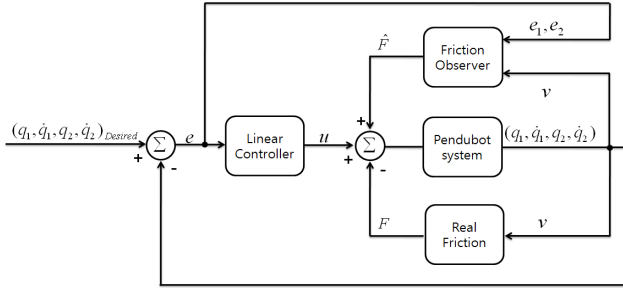 e₁, e₂
F̂
Friction
Observer
v
+
(q₁, q̇₁, q₂, q̇₂)Desired
Σ
e
Linear
Controller
u
Σ
Pendubot
system
(q₁, q̇₁, q₂, q̇₂)
+
-
+
-
F
Real
Friction
v